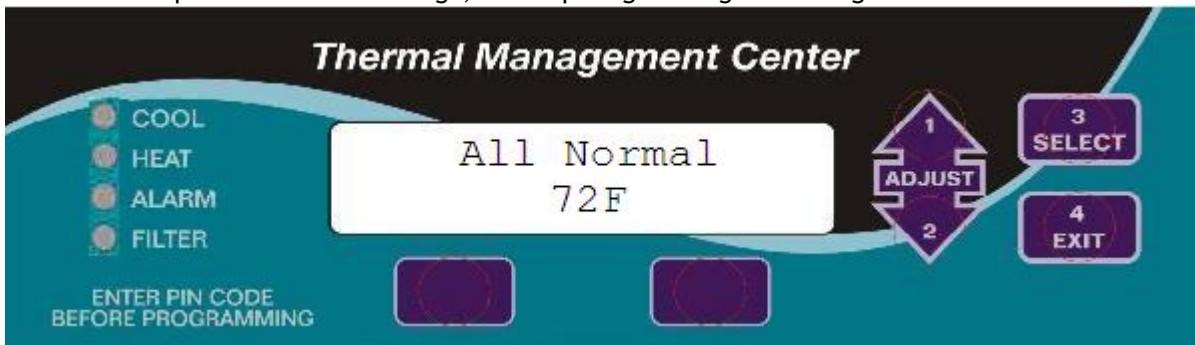 Thermal Management Center
COOL
HEAT
ALARM
FILTER
All Normal
72F
1
ADJUST
2
3
SELECT
4
EXIT
ENTER PIN CODE
BEFORE PROGRAMMING